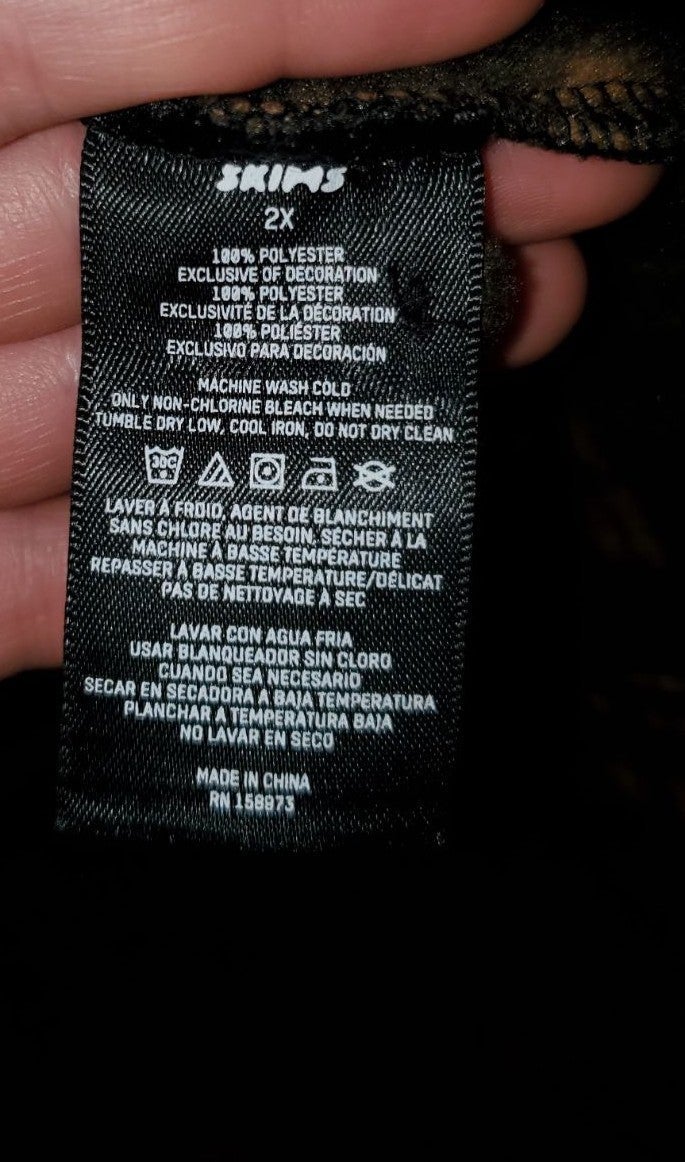 SKIMS
2X
100% POLYESTER
EXCLUSIVE OF DECORATION
100% POLYESTER
EXCLUSIVITÉ DE LA DÉCORATION
100% POLIÉSTER
EXCLUSIVO PARA DECORACIÓN
MACHINE WASH COLD
ONLY NON-CHLORINE BLEACH WHEN NEEDED
TUMBLE DRY LOW, COOL IRON, DO NOT DRY CLEAN
30C
LAVER À FROID, AGENT DE BLANCHIMENT
SANS CHLORE AU BESOIN, SÉCHER À LA
MACHINE À BASSE TEMPÉRATURE
REPASSER À BASSE TEMPÉRATURE/DÉLICAT
PAS DE NETTOYAGE À SEC
LAVAR CON AGUA FRIA
USAR BLANQUEADOR SIN CLORO
CUANDO SEA NECESARIO
SECAR EN SECADORA A BAJA TEMPERATURA
PLANCHAR A TEMPERATURA BAJA
NO LAVAR EN SECO
MADE IN CHINA
RN 158973